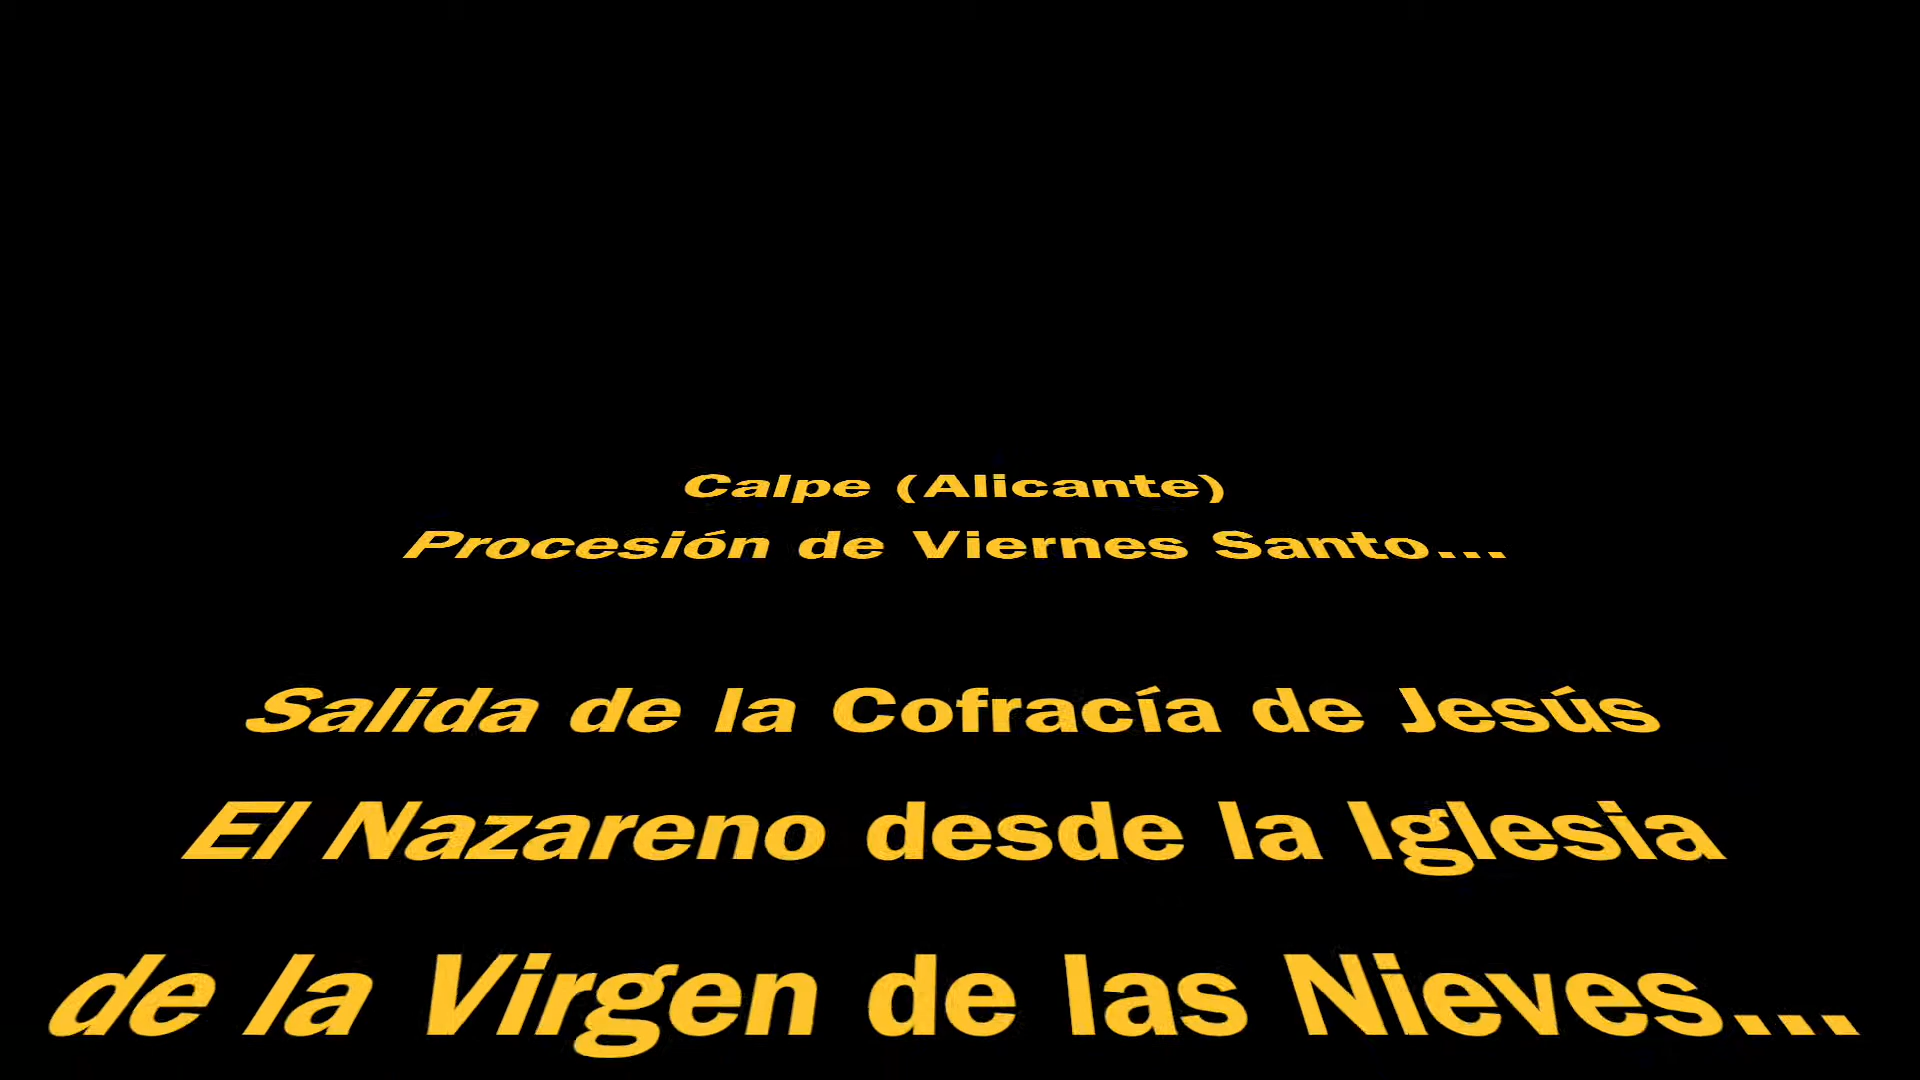 Calpe (Alicante)
Procesión de Viernes Santo...
Salida de la Cofracía de Jesús
El Nazareno desde la Iglesia
de la Virgen de las Nieves...